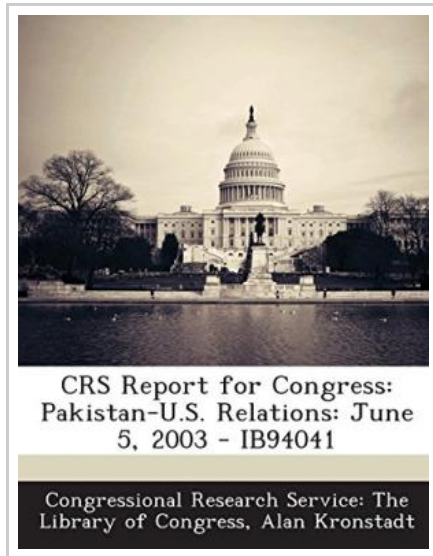 CRS Report for Congress:
Pakistan-U.S. Relations: June
5, 2003 - IB94041
Congressional Research Service: The
Library of Congress, Alan Kronstadt